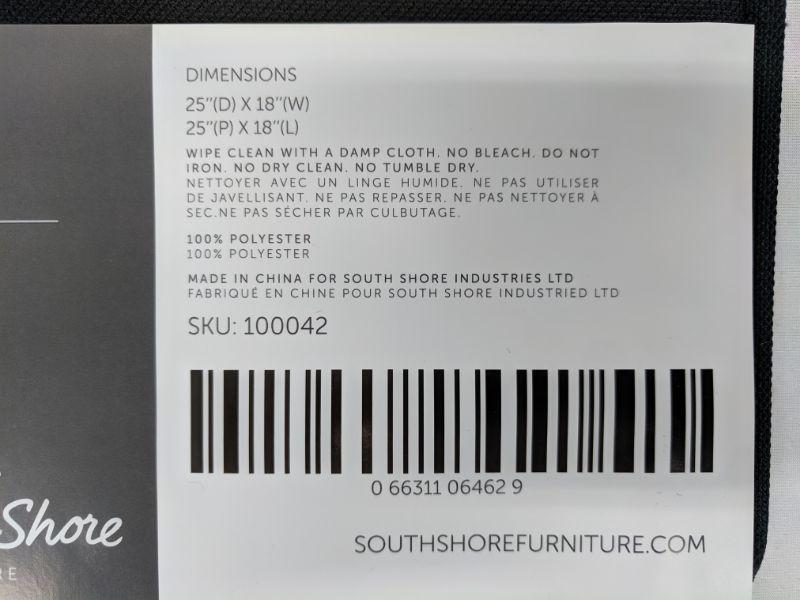 DIMENSIONS
25"(D) X 18"(W)
25"(P) X 18"(L)
WIPE CLEAN WITH A DAMP CLOTH. NO BLEACH. DO NOT
IRON. NO DRY CLEAN. NO TUMBLE DRY.
NETTOYER AVEC UN LINGE HUMIDE. NE PAS UTILISER
DE JAVELLISANT. NE PAS REPASSER. NE PAS NETTOYER À
SEC.NE PAS SÉCHER PAR CULBUTAGE.
100% POLYESTER
100% POLYESTER
MADE IN CHINA FOR SOUTH SHORE INDUSTRIES LTD
FABRIQUÉ EN CHINE POUR SOUTH SHORE INDUSTRIED LTD
SKU: 100042
0 66311 06462 9
SOUTHSHOREFURNITURE.COM
Shore
RE